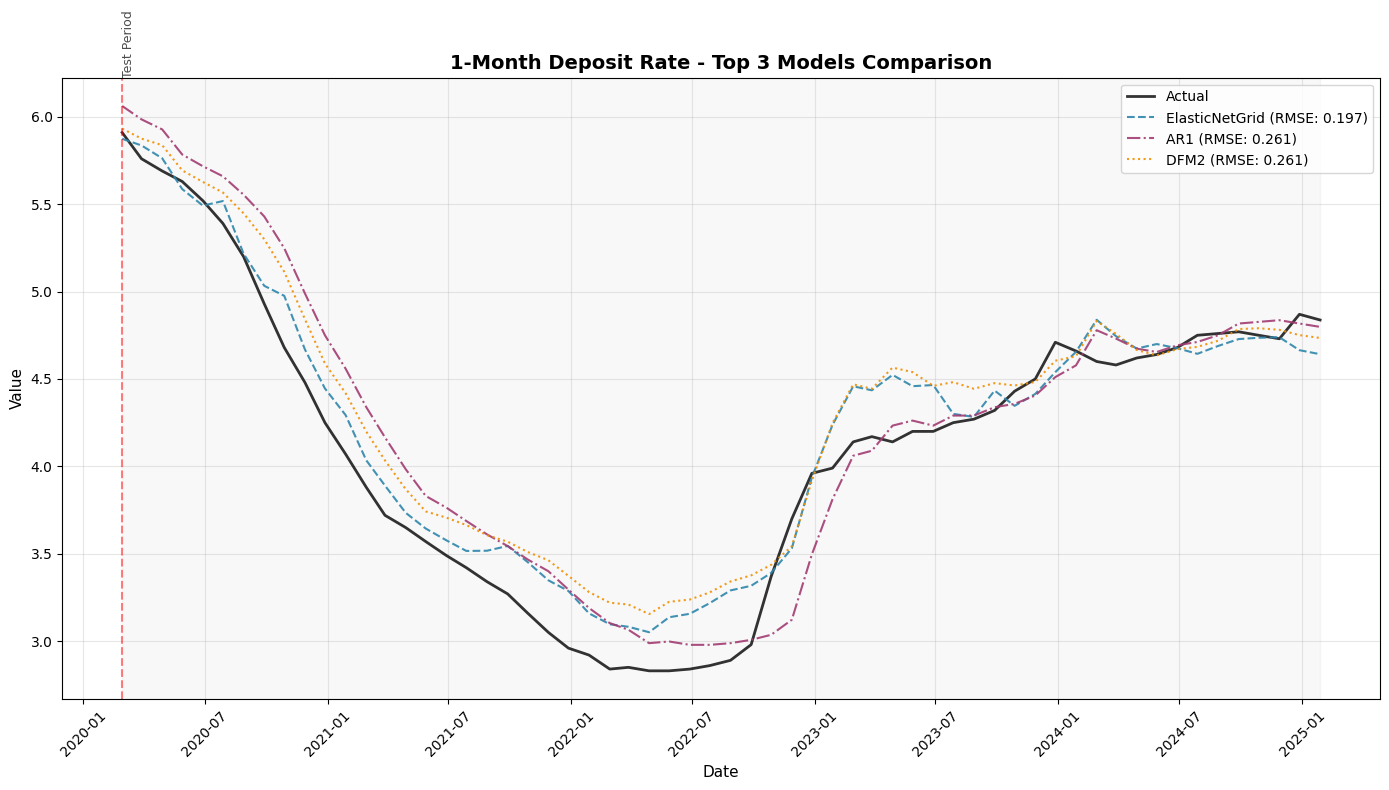 Test Period
1-Month Deposit Rate - Top 3 Models Comparison
Actual
ElasticNetGrid (RMSE: 0.197)
AR1 (RMSE: 0.261)
DFM2 (RMSE: 0.261)
Value
6.0
5.5
5.0
4.5
4.0
3.5
3.0
2020-01
2020-07
2021-01
2021-07
2022-01
2022-07
2023-01
2023-07
2024-01
2024-07
2025-01
Date